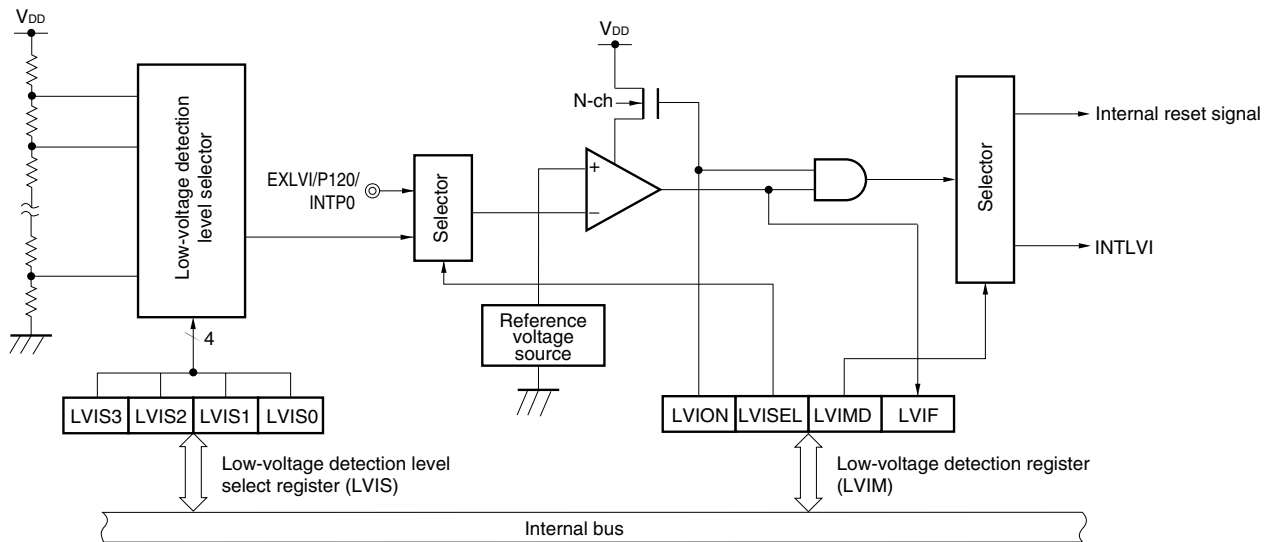 VDD
VDD
Low-voltage detection
level selector
N-ch
EXLVI/P120/
INTP0
Selector
+
−
Selector
Internal reset signal
INTLVI
Reference
voltage
source
4
LVIS3
LVIS2
LVIS1
LVIS0
LVION
LVISEL
LVIMD
LVIF
Low-voltage detection level
select register (LVIS)
Low-voltage detection register
(LVIM)
Internal bus